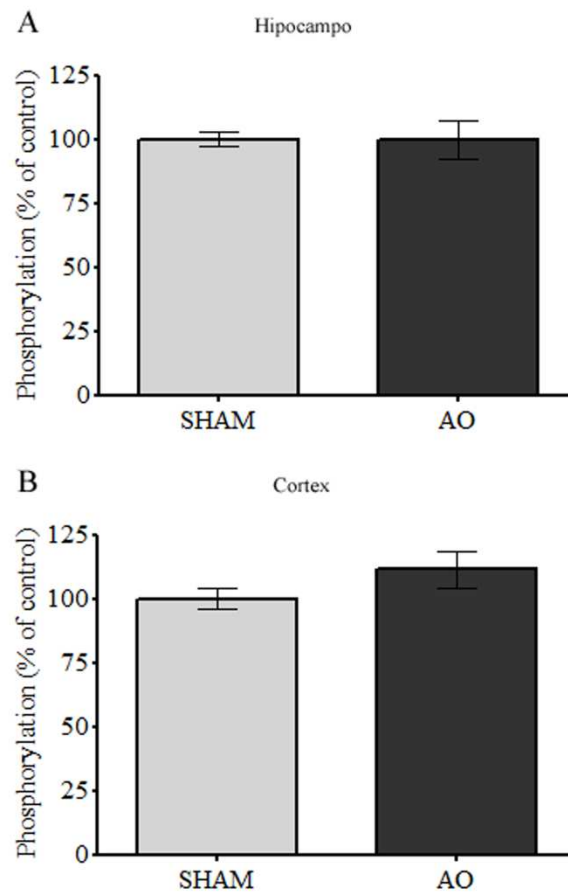 A
Hipocampo
Phosphorylation (% of control)
125
100
75
50
25
0
SHAM AO
B
Cortex
Phosphorylation (% of control)
125
100
75
50
25
0
SHAM AO